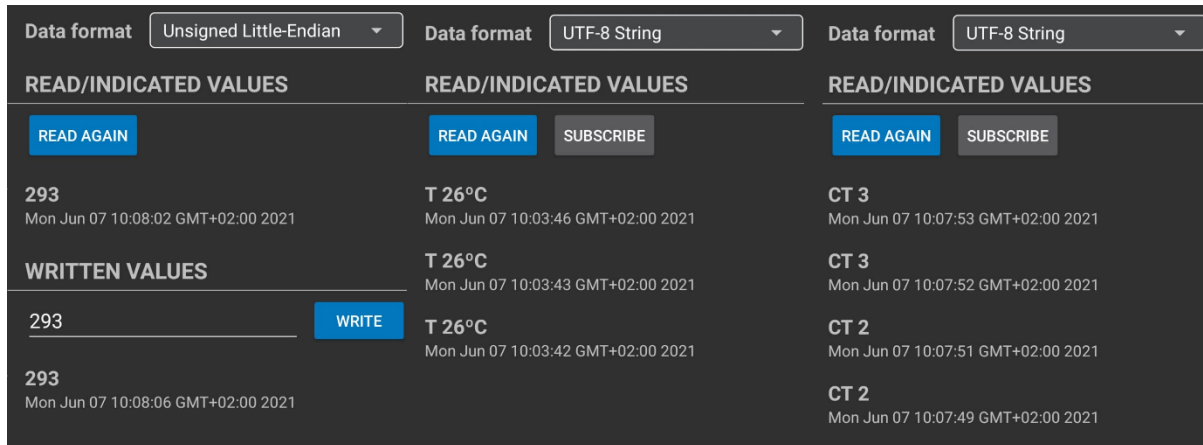 Data format Unsigned Little-Endian
READ/INDICATED VALUES
READ AGAIN
293
Mon Jun 07 10:08:02 GMT+02:00 2021
WRITTEN VALUES
293 WRITE
293
Mon Jun 07 10:08:06 GMT+02:00 2021
Data format UTF-8 String
READ/INDICATED VALUES
READ AGAIN SUBSCRIBE
T 26ºC
Mon Jun 07 10:03:46 GMT+02:00 2021
T 26ºC
Mon Jun 07 10:03:43 GMT+02:00 2021
T 26ºC
Mon Jun 07 10:03:42 GMT+02:00 2021
Data format UTF-8 String
READ/INDICATED VALUES
READ AGAIN SUBSCRIBE
CT 3
Mon Jun 07 10:07:53 GMT+02:00 2021
CT 3
Mon Jun 07 10:07:52 GMT+02:00 2021
CT 2
Mon Jun 07 10:07:51 GMT+02:00 2021
CT 2
Mon Jun 07 10:07:49 GMT+02:00 2021